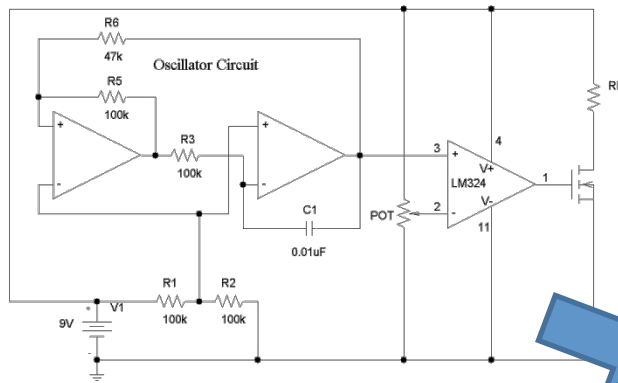 R6
47k
Oscillator Circuit
R5
100k
+
-
R3
100k
+
-
C1
0.01uF
3
+
4
V+
LM324
1
POT
2
-
V-
11
R1
100k
R2
100k
+
V1
9V
-